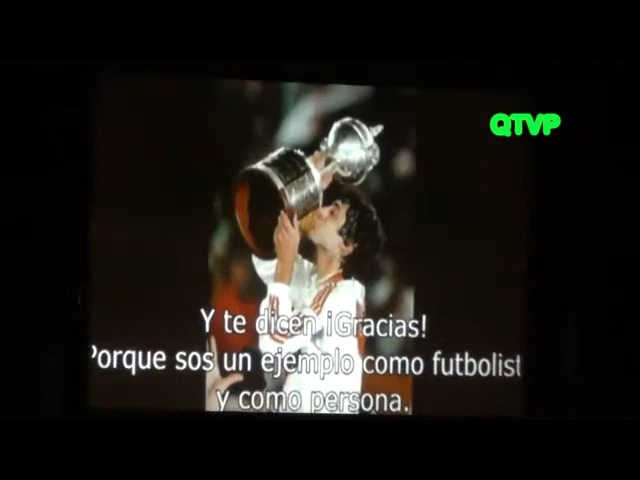 QTVP
Y te dicen ¡Gracias!
Porque sos un ejemplo como futbolist
y como persona.